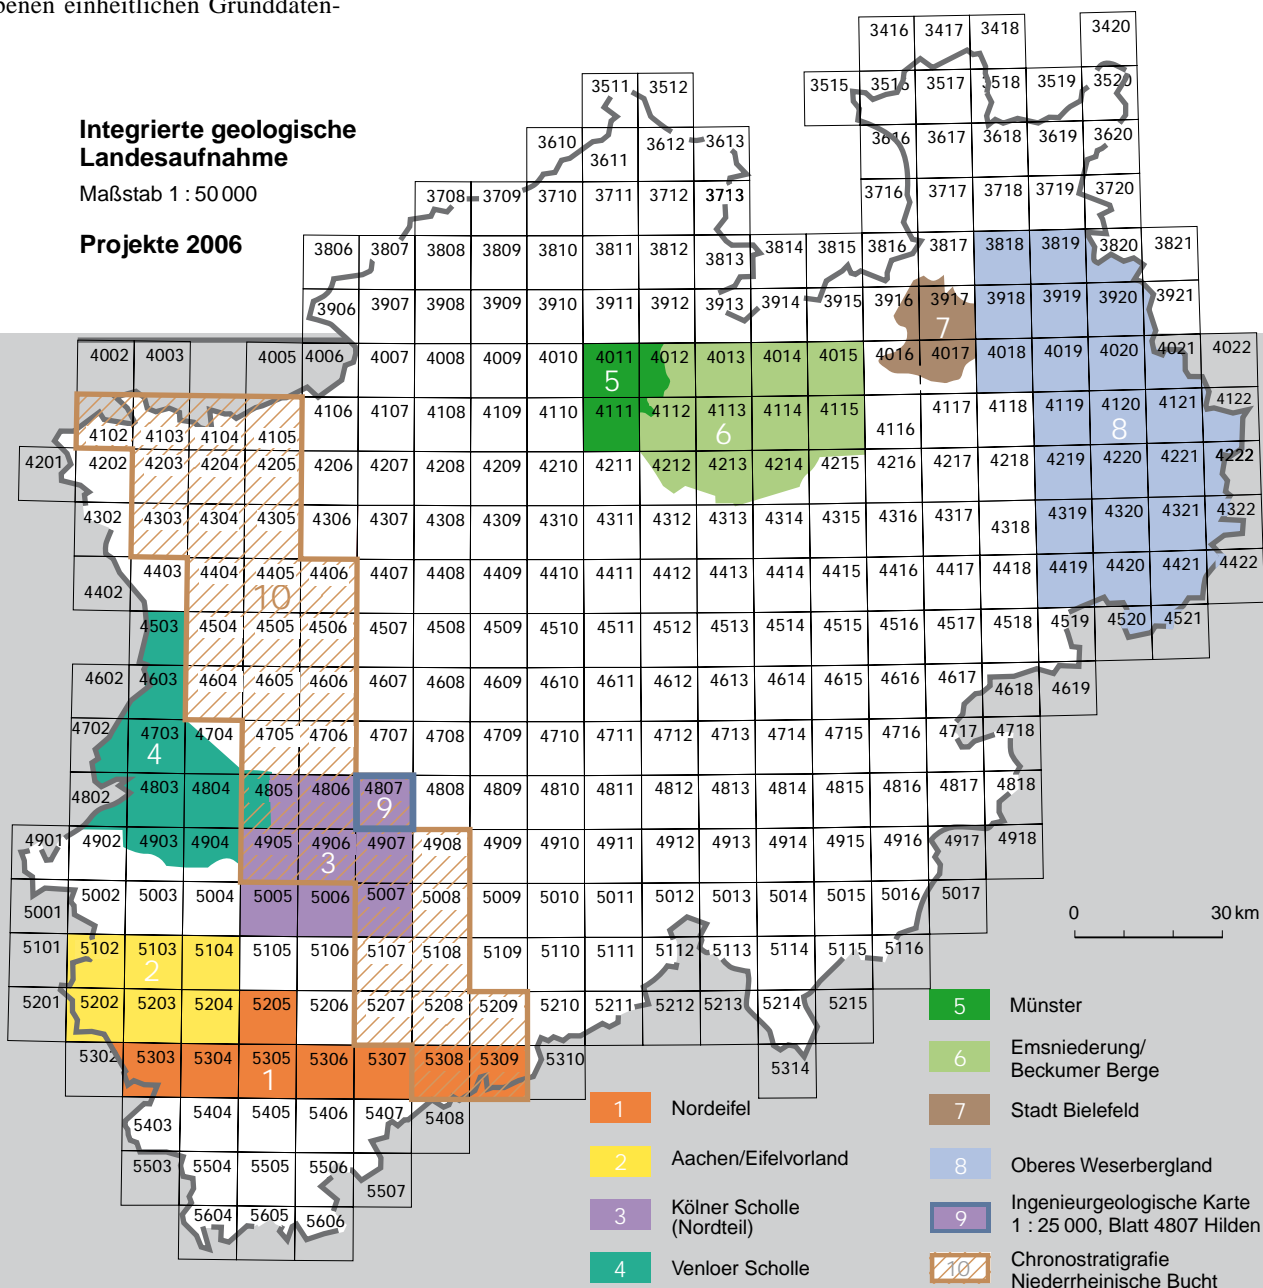 benen einheitlichen Grunddaten-
Integrierte geologische
Landesaufnahme
Maßstab 1 : 50 000
Projekte 2006
3416 3417 3418 3420
3511 3512 3515 3516 3517 3518 3519 3520
3610 3611 3612 3613 3616 3617 3618 3619 3620
3708 3709 3710 3711 3712 3713 3716 3717 3718 3719 3720
3806 3807 3808 3809 3810 3811 3812 3813 3814 3815 3816 3817 3818 3819 3820 3821
3906 3907 3908 3909 3910 3911 3912 3913 3914 3915 3916 3917 3918 3919 3920 3921
7
4002 4003 4005 4006 4007 4008 4009 4010 4011 4012 4013 4014 4015 4016 4017 4018 4019 4020 4021 4022
5
4102 4103 4104 4105 4106 4107 4108 4109 4110 4111 4112 4113 4114 4115 4116 4117 4118 4119 4120 4121 4122
6 8
4201 4202 4203 4204 4205 4206 4207 4208 4209 4210 4211 4212 4213 4214 4215 4216 4217 4218 4219 4220 4221 4222
4302 4303 4304 4305 4306 4307 4308 4309 4310 4311 4312 4313 4314 4315 4316 4317 4318 4319 4320 4321 4322
4402 4403 4404 4405 4406 4407 4408 4409 4410 4411 4412 4413 4414 4415 4416 4417 4418 4419 4420 4421 4422
10
4503 4504 4505 4506 4507 4508 4509 4510 4511 4512 4513 4514 4515 4516 4517 4518 4519 4520 4521
4602 4603 4604 4605 4606 4607 4608 4609 4610 4611 4612 4613 4614 4615 4616 4617 4618 4619
4702 4703 4704 4705 4706 4707 4708 4709 4710 4711 4712 4713 4714 4715 4716 4717 4718
4
4802 4803 4804 4805 4806 4807 4808 4809 4810 4811 4812 4813 4814 4815 4816 4817 4818
9
4901 4902 4903 4904 4905 4906 4907 4908 4909 4910 4911 4912 4913 4914 4915 4916 4917 4918
3
5001 5002 5003 5004 5005 5006 5007 5008 5009 5010 5011 5012 5013 5014 5015 5016 5017
0 30 km
5101 5102 5103 5104 5105 5106 5107 5108 5109 5110 5111 5112 5113 5114 5115 5116
2
5201 5202 5203 5204 5205 5206 5207 5208 5209 5210 5211 5212 5213 5214 5215
5302 5303 5304 5305 5306 5307 5308 5309 5310 5314
1
5403 5404 5405 5406 5407 5408
5503 5504 5505 5506 5507
5604 5605 5606
1 Nordeifel
2 Aachen/Eifelvorland
3 Kölner Scholle
(Nordteil)
4 Venloer Scholle
5 Münster
6 Emsniederung/
Beckumer Berge
7 Stadt Bielefeld
8 Oberes Weserbergland
9 Ingenieurgeologische Karte
1 : 25 000, Blatt 4807 Hilden
10 Chronostratigrafie
Niederrheinische Bucht